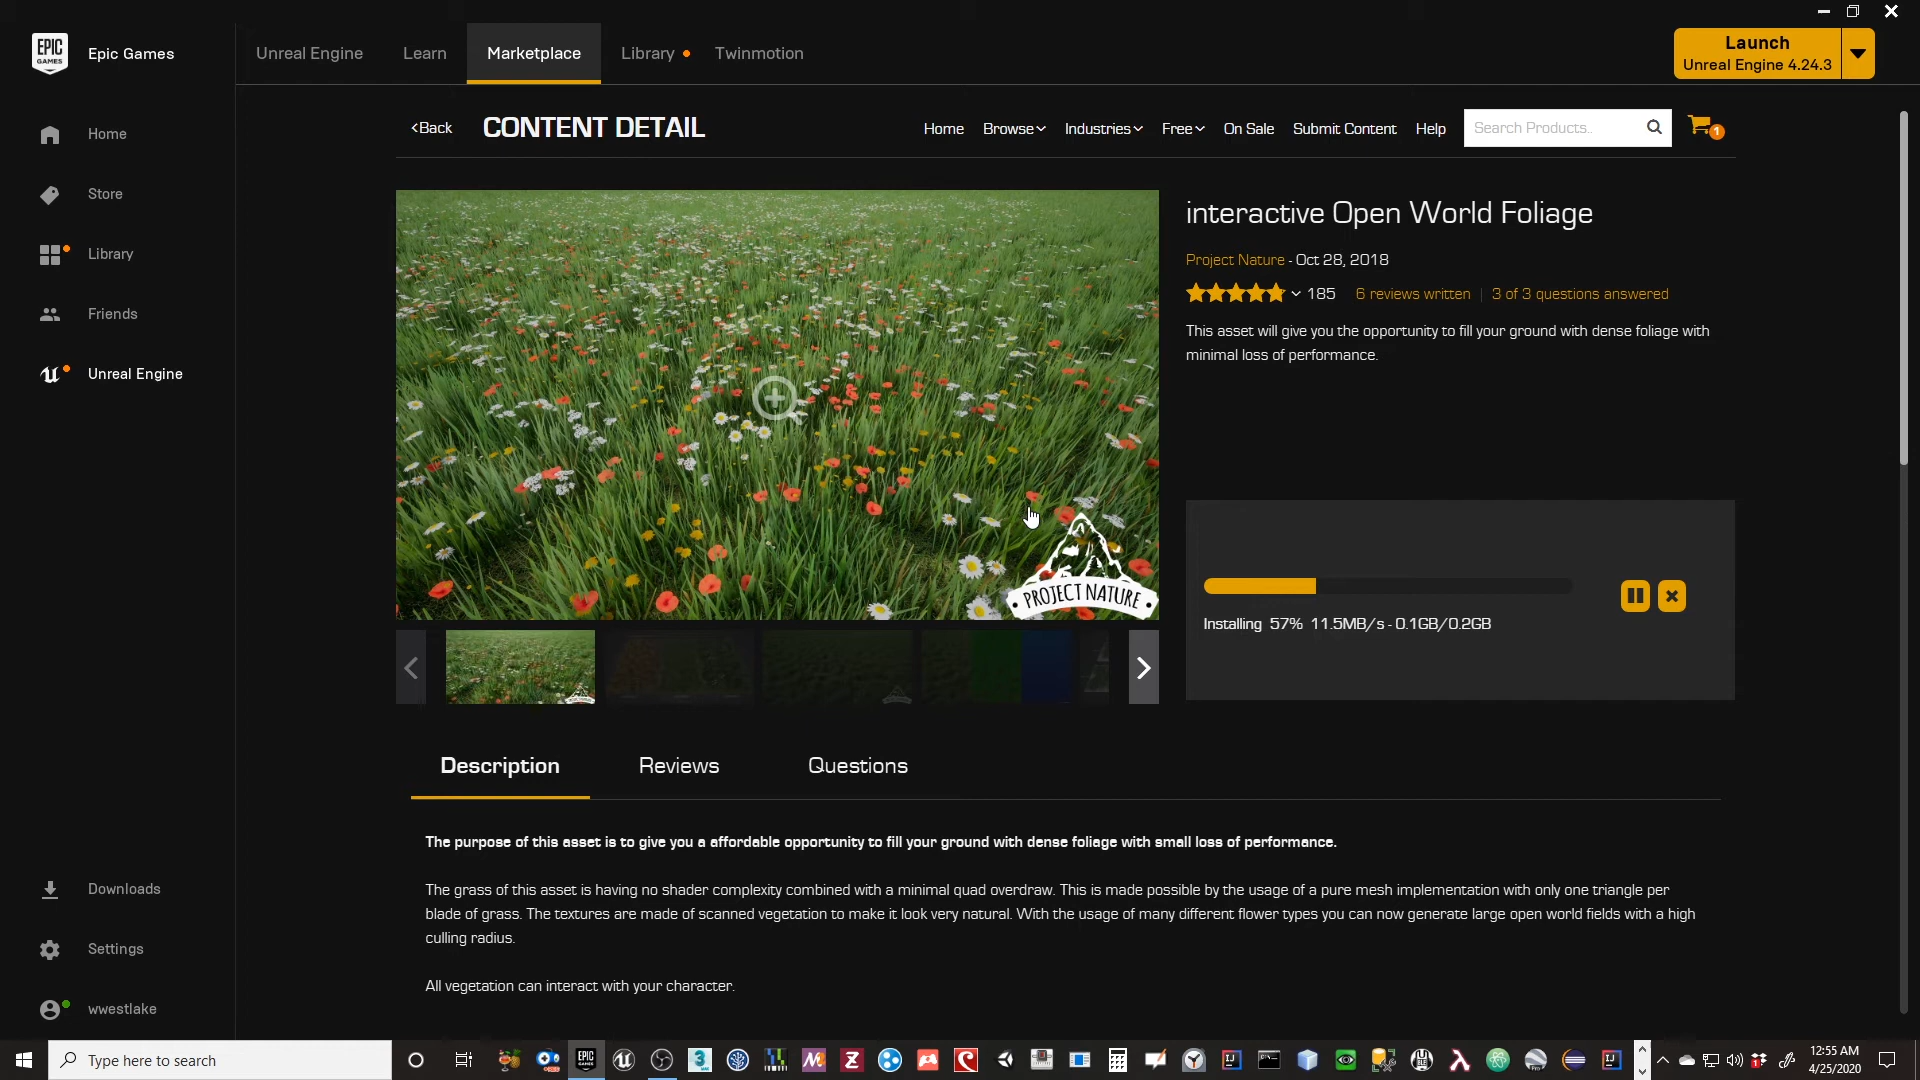 EPIC GAMES
Epic Games
Unreal Engine
Learn
Marketplace
Library
Twinmotion
Launch
Unreal Engine 4.24.3
Home
Store
Library
Friends
Unreal Engine
Downloads
Settings
wwestlake
<Back
CONTENT DETAIL
Home
Browse
Industries
Free
On Sale
Submit Content
Help
Search Products..
1
PROJECT NATURE
interactive Open World Foliage
Project Nature - Oct 28, 2018
185
6 reviews written | 3 of 3 questions answered
This asset will give you the opportunity to fill your ground with dense foliage with
minimal loss of performance.
Installing 57% 11.5MB/s - 0.1GB/0.2GB
Description
Reviews
Questions
The purpose of this asset is to give you a affordable opportunity to fill your ground with dense foliage with small loss of performance.
The grass of this asset is having no shader complexity combined with a minimal quad overdraw. This is made possible by the usage of a pure mesh implementation with only one triangle per
blade of grass. The textures are made of scanned vegetation to make it look very natural. With the usage of many different flower types you can now generate large open world fields with a high
culling radius.
All vegetation can interact with your character.
Type here to search
12:55 AM
4/25/2020